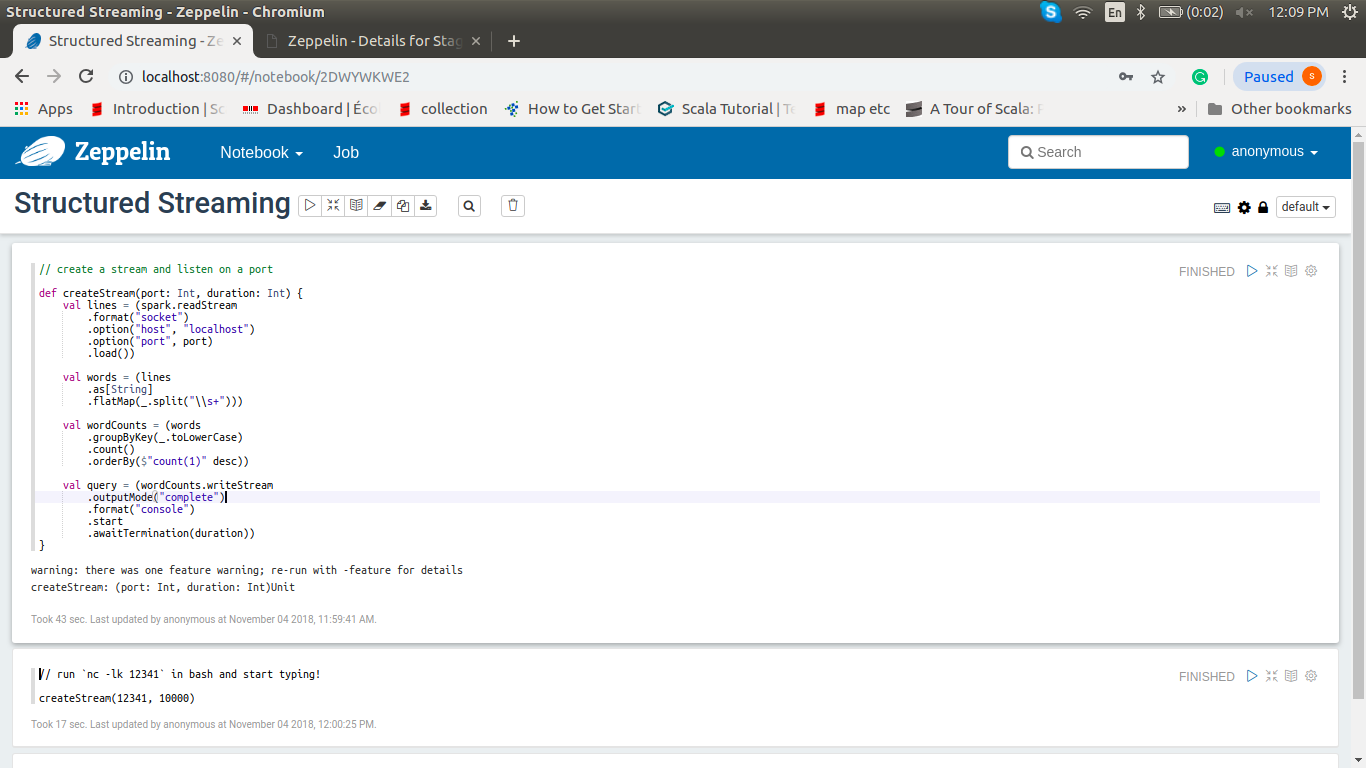 Structured Streaming - Zeppelin - Chromium
En (0:02) 12:09 PM
Structured Streaming - Ze
Zeppelin - Details for Stag
localhost:8080/#/notebook/2DWYWKWE2
Paused S
Apps Introduction | Sc Dashboard | Éco collection How to Get Start Scala Tutorial | Te map etc A Tour of Scala: » Other bookmarks
Zeppelin Notebook Job Search anonymous
Structured Streaming default
// create a stream and listen on a port
FINISHED
def createStream(port: Int, duration: Int) {
val lines = (spark.readStream
.format("socket")
.option("host", "localhost")
.option("port", port)
.load())
val words = (lines
.as[String]
.flatMap(_.split("\\s+")))
val wordCounts = (words
.groupByKey(_.toLowerCase)
.count()
.orderBy($"count(1)" desc))
val query = (wordCounts.writeStream
.outputMode("complete")
.format("console")
.start
.awaitTermination(duration))
}
warning: there was one feature warning; re-run with -feature for details
createStream: (port: Int, duration: Int)Unit
Took 43 sec. Last updated by anonymous at November 04 2018, 11:59:41 AM.
// run `nc -lk 12341` in bash and start typing!
FINISHED
createStream(12341, 10000)
Took 17 sec. Last updated by anonymous at November 04 2018, 12:00:25 PM.